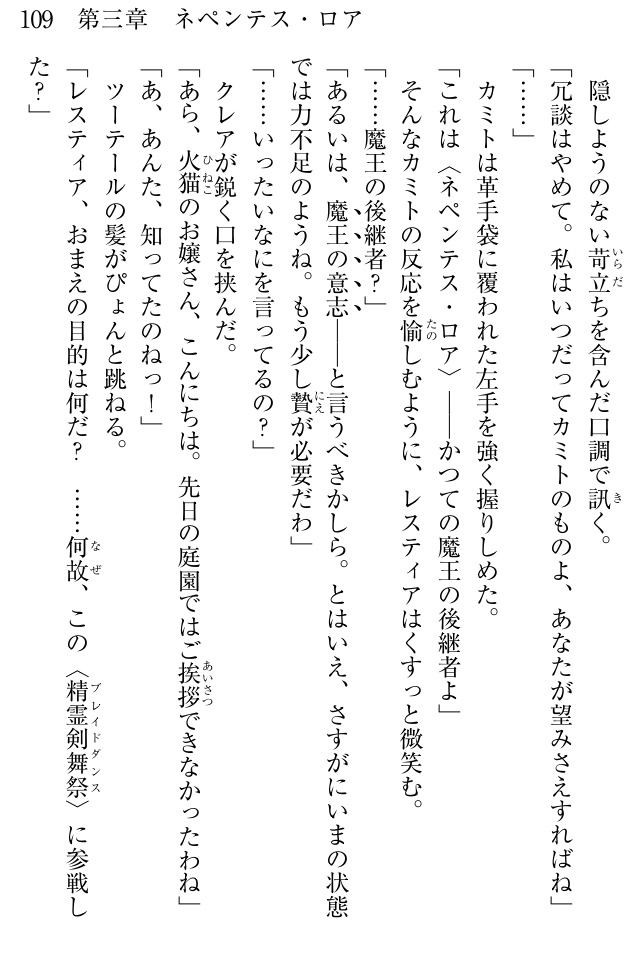 109　第三章　ネペンテス・ロア
隠しようのない苛立ちを含んだ口調で訊く。
「冗談はやめて。私はいつだってカミトのものよ、あなたが望みさえすればね」
「……」
カミトは革手袋に覆われた左手を強く握りしめた。
「これは〈ネペンテス・ロア〉――かつての魔王の後継者よ」
そんなカミトの反応を愉しむように、レスティアはくすっと微笑む。
「……魔王の後継者？」
「あるいは、魔王の意志――と言うべきかしら。とはいえ、さすがにいまの状態
では力不足のようね。もう少し贄が必要だわ」
「……いったいなにを言ってるの？」
クレアが鋭く口を挟んだ。
「あら、火猫のお嬢さん、こんにちは。先日の庭園ではご挨拶できなかったわね」
「あ、あんた、知ってたのねっ！」
ツーテールの髪がぴょんと跳ねる。
「レスティア、おまえの目的は何だ？　……何故、この〈精霊剣舞祭〉に参戦し
た？」